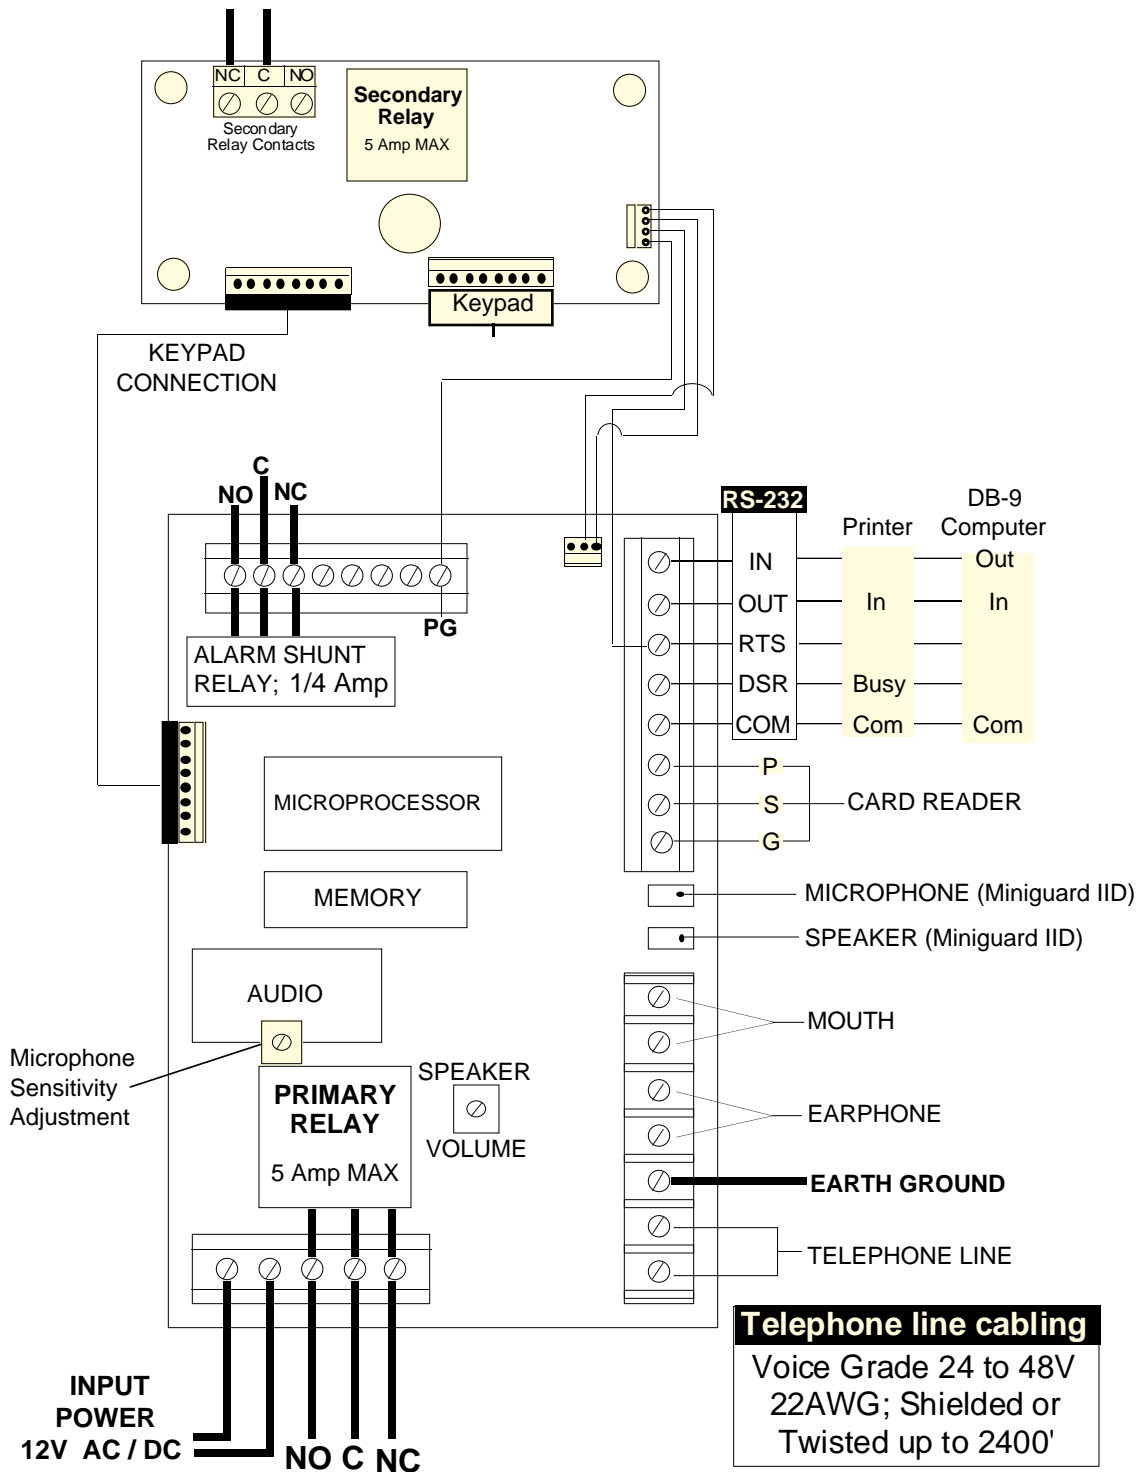 NC C NO
Secondary
Relay Contacts
Secondary
Relay
5 Amp MAX
Keypad
KEYPAD
CONNECTION
NO
C
NC
PG
ALARM SHUNT
RELAY; 1/4 Amp
RS-232
IN
OUT
RTS
DSR
COM
Printer
In
Busy
Com
DB-9
Computer
Out
In
Com
P
S
G
CARD READER
MICROPROCESSOR
MEMORY
MICROPHONE (Miniguard IID)
SPEAKER (Miniguard IID)
AUDIO
Microphone
Sensitivity
Adjustment
PRIMARY
RELAY
5 Amp MAX
SPEAKER
VOLUME
MOUTH
EARPHONE
EARTH GROUND
TELEPHONE LINE
INPUT
POWER
12V AC / DC
NO C NC
Telephone line cabling
Voice Grade 24 to 48V
22AWG; Shielded or
Twisted up to 2400'